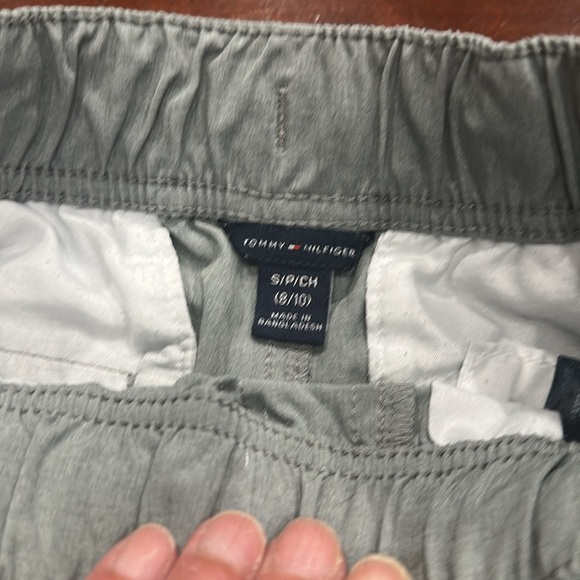 TOMMY HILFIGER
S/P/CH
(8/10)
MADE IN
BANGLADESH